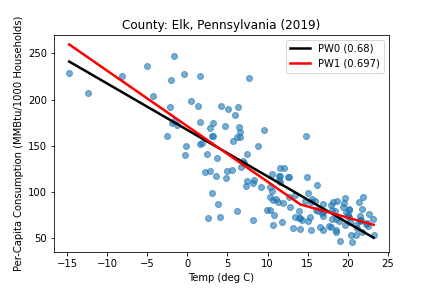 County: Elk, Pennsylvania (2019)
Per-Capita Consumption (MMBtu/1000 Households)
250
200
150
100
50
PW0 (0.68)
PW1 (0.697)
−15
−10
−5
0
5
10
15
20
25
Temp (deg C)